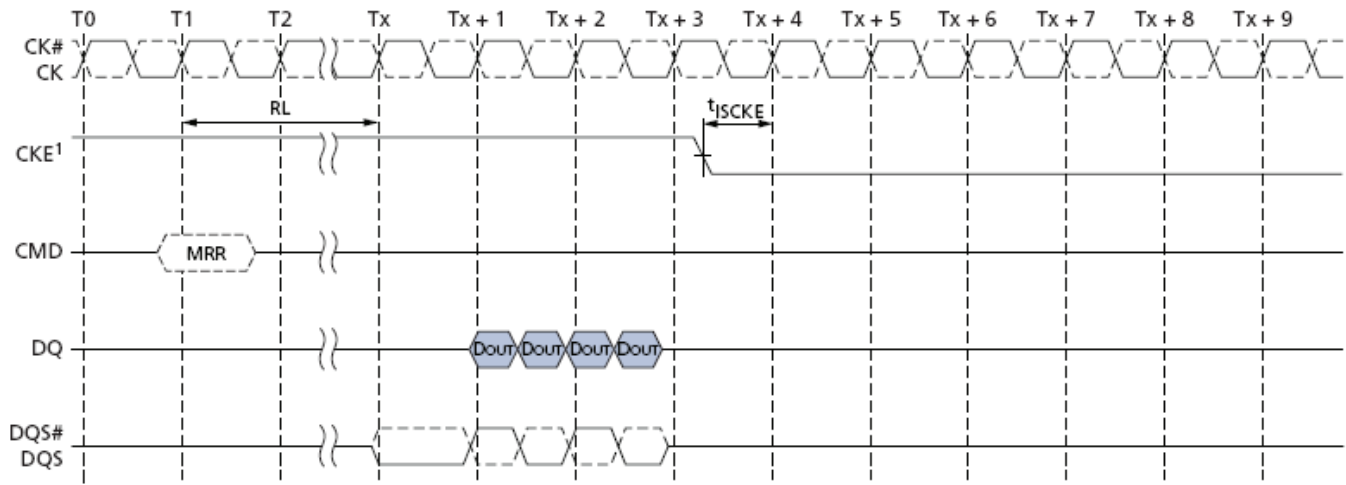 T0 T1 T2 Tx Tx + 1 Tx + 2 Tx + 3 Tx + 4 Tx + 5 Tx + 6 Tx + 7 Tx + 8 Tx + 9
CK#
CK
RL
tISCKE
CKE1
CMD
MRR
DQ
DOUT DOUT DOUT DOUT
DQS#
DQS